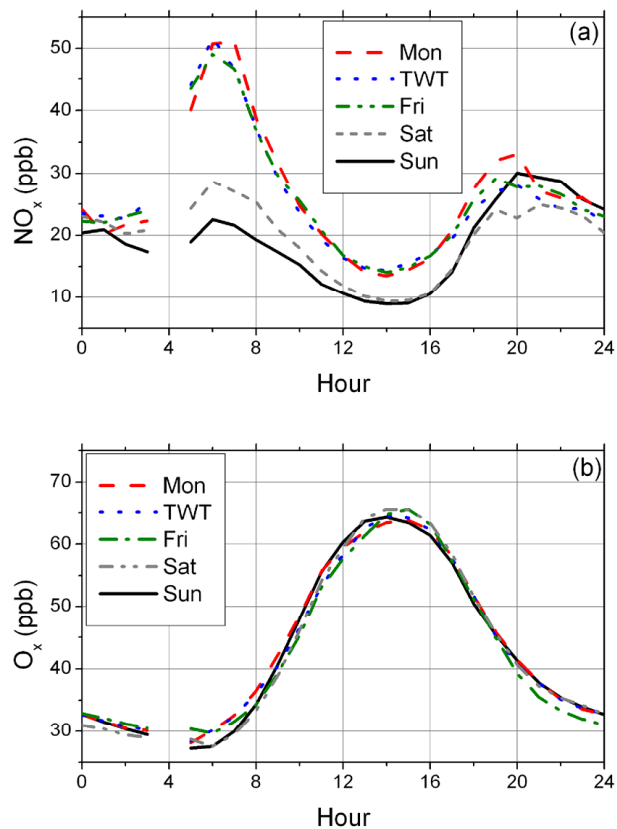 (a)
Mon
TWT
Fri
Sat
Sun
NOx (ppb)
50
40
30
20
10
0 4 8 12 16 20 24
Hour
(b)
Mon
TWT
Fri
Sat
Sun
Ox (ppb)
70
60
50
40
30
0 4 8 12 16 20 24
Hour